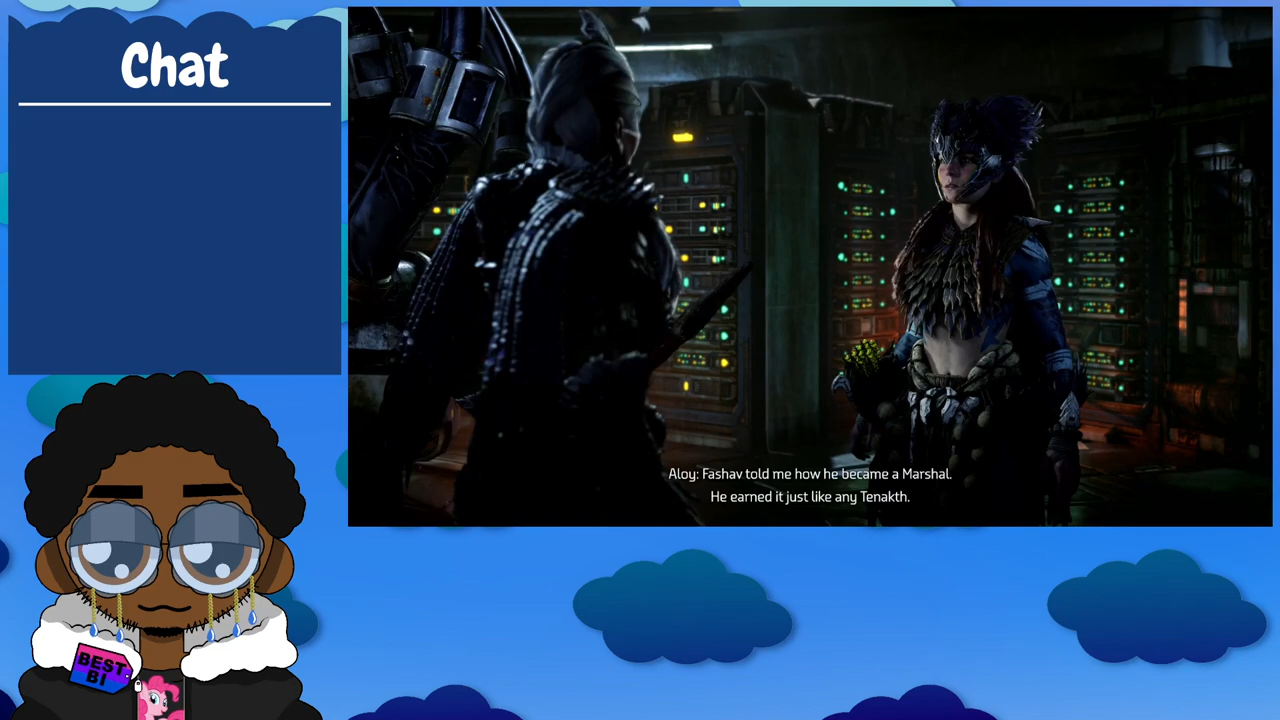 Chat
Aloy: Fashav told me how he became a Marshal.
He earned it just like any Tenakth.
BEST
BI